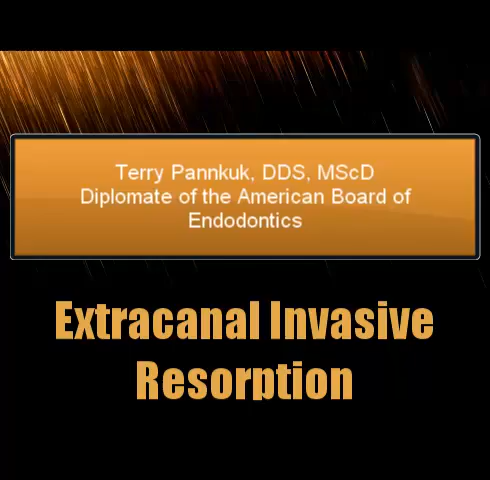 Terry Pannkuk, DDS, MScD
Diplomate of the American Board of
Endodontics
Extracanal Invasive
Resorption